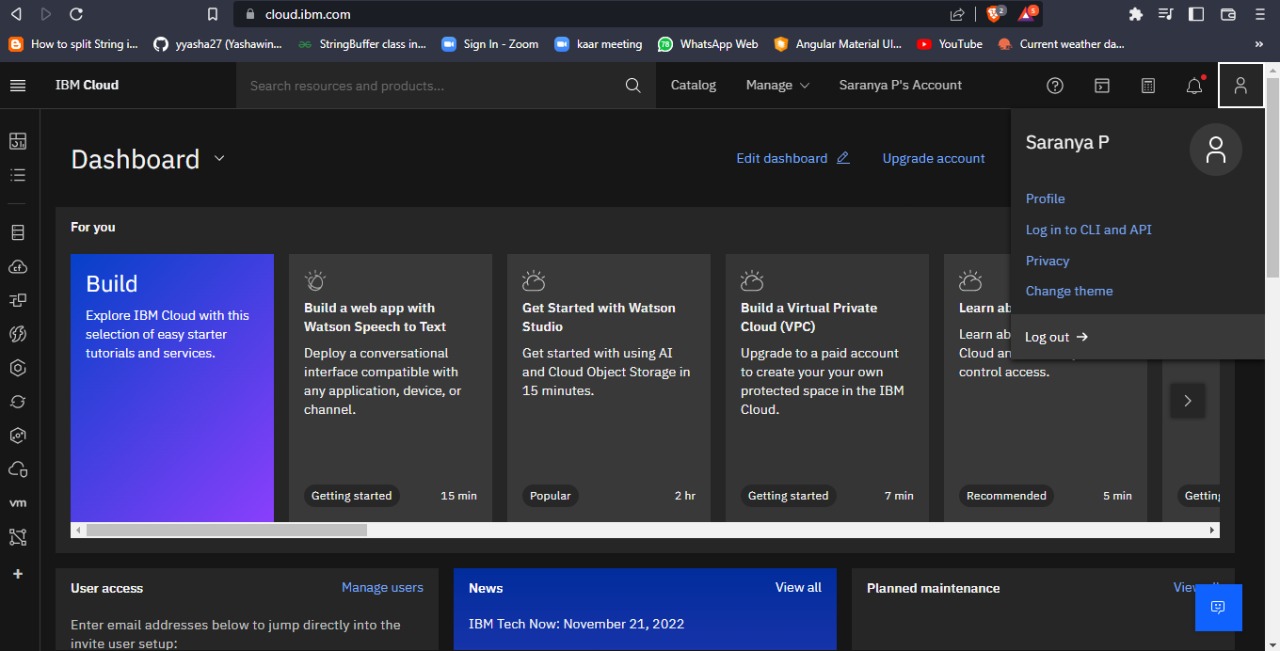 cloud.ibm.com
2
5
How to split String i...
yyasha27 (Yashawin...
StringBuffer class in...
Sign In - Zoom
kaar meeting
78
WhatsApp Web
Angular Material UI...
YouTube
Current weather da...
»
IBM Cloud
Search resources and products...
Catalog
Manage
Saranya P's Account
Dashboard
Edit dashboard
Upgrade account
Saranya P
Profile
Log in to CLI and API
Privacy
Change theme
Log out →
For you
Build
Explore IBM Cloud with this
selection of easy starter
tutorials and services.
Build a web app with
Watson Speech to Text
Deploy a conversational
interface compatible with
any application, device, or
channel.
Getting started
15 min
Get Started with Watson
Studio
Get started with using AI
and Cloud Object Storage in
15 minutes.
Popular
2 hr
Build a Virtual Private
Cloud (VPC)
Upgrade to a paid account
to create your your own
protected space in the IBM
Cloud.
Getting started
7 min
Learn ab
Learn ab
Cloud an
control access.
Recommended
5 min
Getting
vm
User access
Manage users
Enter email addresses below to jump directly into the
invite user setup:
News
View all
IBM Tech Now: November 21, 2022
Planned maintenance
View all